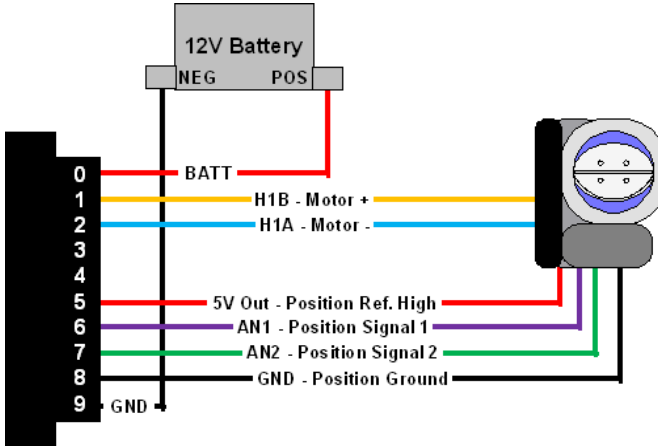 12V Battery
NEG POS
0 BATT
1 H1B - Motor +
2 H1A - Motor -
3
4
5 5V Out - Position Ref. High
6 AN1 - Position Signal 1
7 AN2 - Position Signal 2
8 GND - Position Ground
9 GND